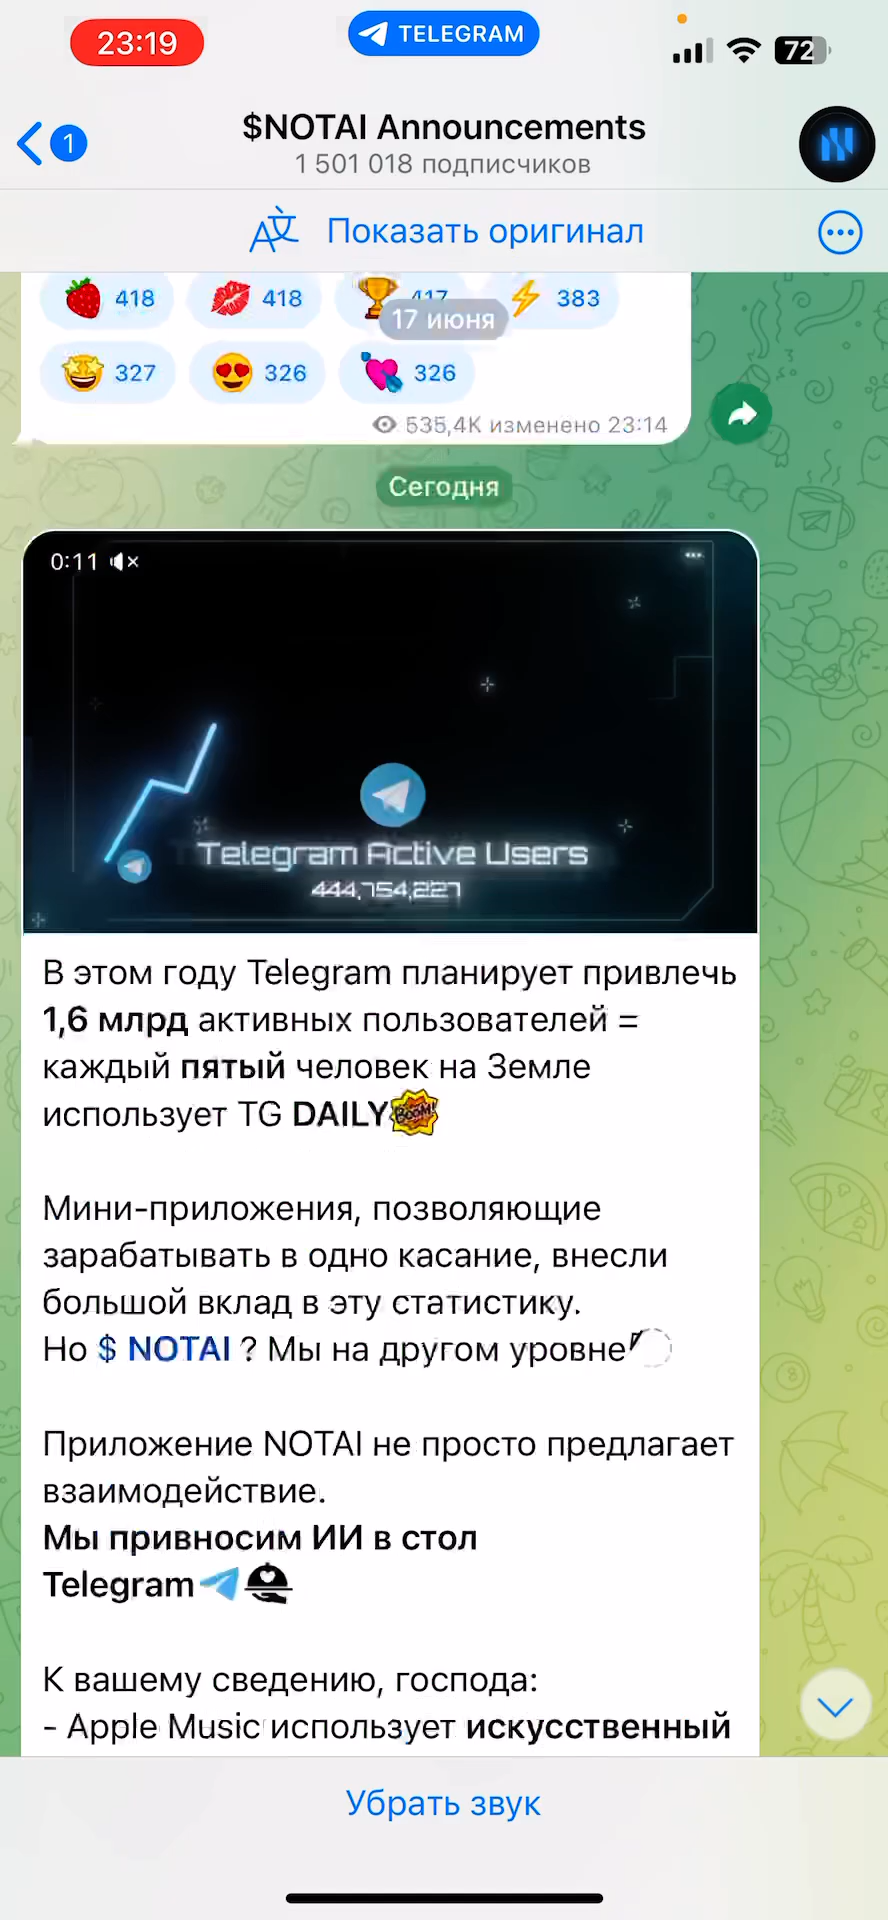 23:19
TELEGRAM
72
1
$NOTAI Announcements
1 501 018 подписчиков
Показать оригинал
418
418
417
383
17 июня
327
326
326
535,4K изменено 23:14
Сегодня
0:11
Telegram Active Users
444,754,227
В этом году Telegram планирует привлечь
1,6 млрд активных пользователей =
каждый пятый человек на Земле
использует TG DAILY
BOOM!
Мини-приложения, позволяющие
зарабатывать в одно касание, внесли
большой вклад в эту статистику.
Но $ NOTAI ? Мы на другом уровне
Приложение NOTAI не просто предлагает
взаимодействие.
Мы привносим ИИ в стол
Telegram
К вашему сведению, господа:
- Apple Music использует искусственный
Убрать звук